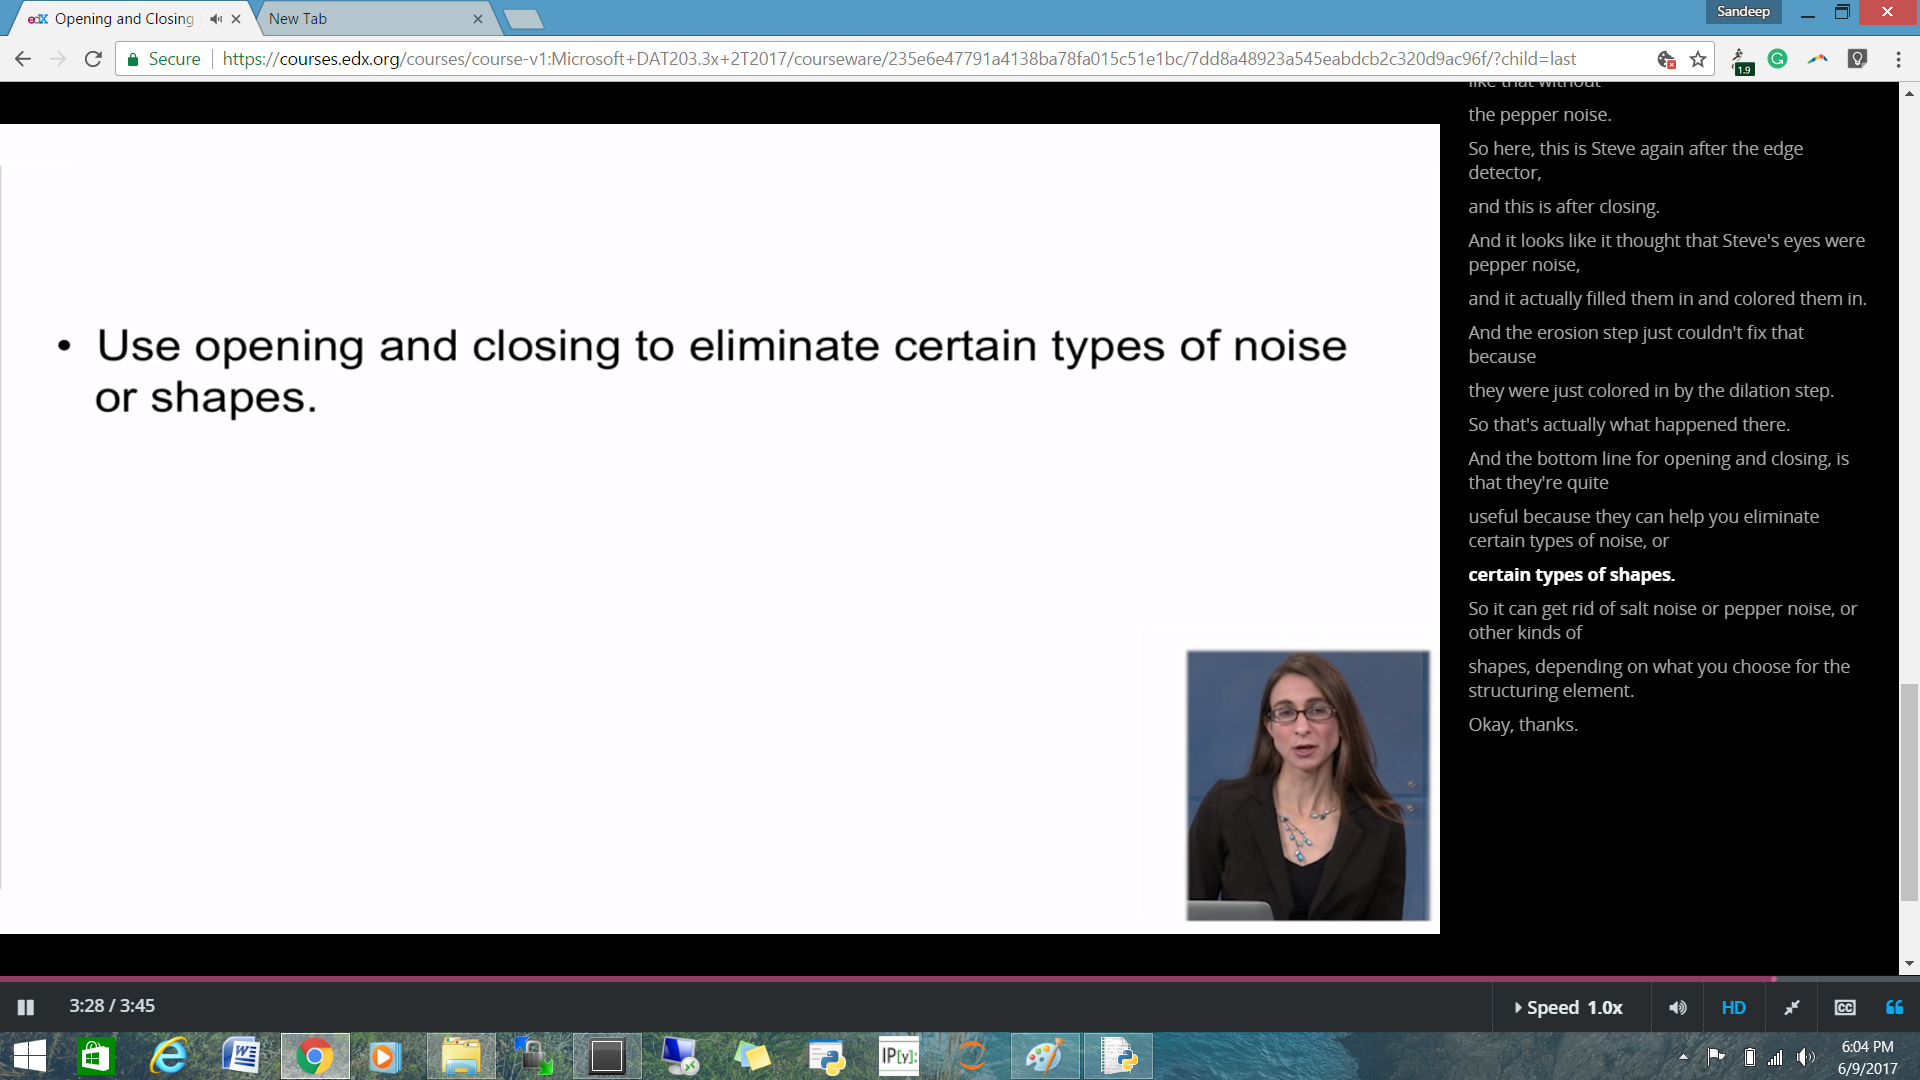 edX Opening and Closing
New Tab
Sandeep
Secure https://courses.edx.org/courses/course-v1:Microsoft+DAT203.3x+2T2017/courseware/235e6e47791a4138ba78fa015c51e1bc/7dd8a48923a545eabdcb2c320d9ac96f/?child=last
1.9
• Use opening and closing to eliminate certain types of noise
or shapes.
like that without
the pepper noise.
So here, this is Steve again after the edge
detector,
and this is after closing.
And it looks like it thought that Steve's eyes were
pepper noise,
and it actually filled them in and colored them in.
And the erosion step just couldn't fix that
because
they were just colored in by the dilation step.
So that's actually what happened there.
And the bottom line for opening and closing, is
that they're quite
useful because they can help you eliminate
certain types of noise, or
certain types of shapes.
So it can get rid of salt noise or pepper noise, or
other kinds of
shapes, depending on what you choose for the
structuring element.
Okay, thanks.
3:28 / 3:45
Speed 1.0x
HD
CC
IP[y]:
6:04 PM
6/9/2017